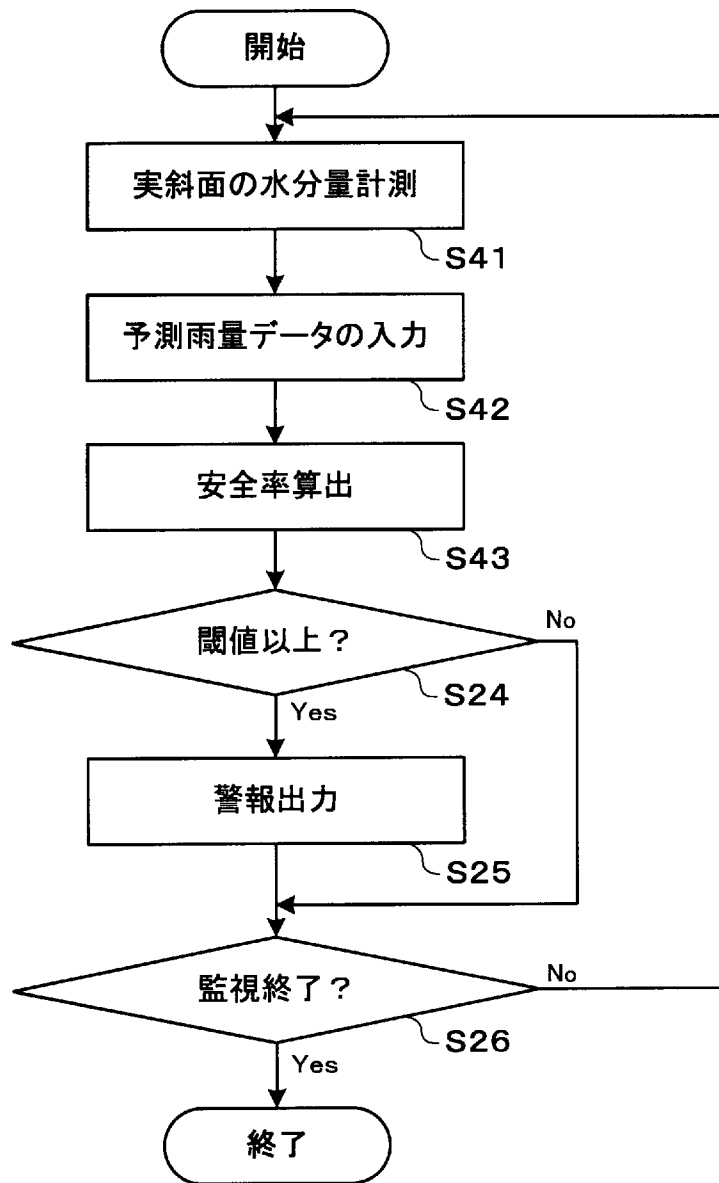 開始
実斜面の水分量計測
S41
予測雨量データの入力
S42
安全率算出
S43
閾値以上？
No
S24
Yes
警報出力
S25
監視終了？
No
S26
Yes
終了